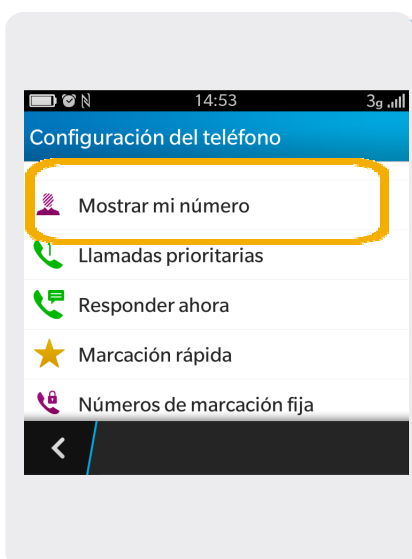 14:53
3g
Configuración del teléfono
Mostrar mi número
Llamadas prioritarias
Responder ahora
Marcación rápida
Números de marcación fija